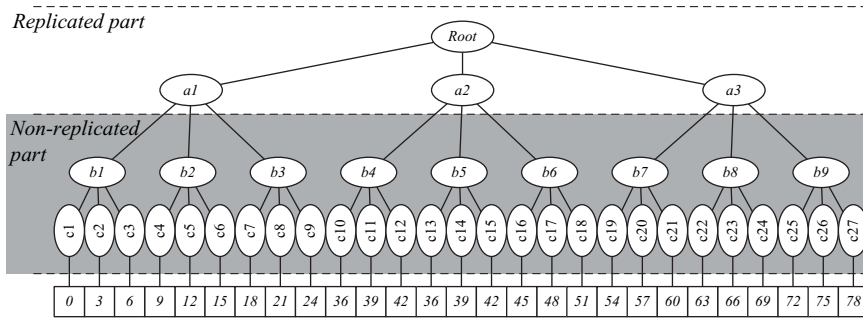 Replicated part
Root
a1 a2 a3
Non-replicated
part
b1 b2 b3 b4 b5 b6 b7 b8 b9
c1 c2 c3 c4 c5 c6 c7 c8 c9 c10 c11 c12 c13 c14 c15 c16 c17 c18 c19 c20 c21 c22 c23 c24 c25 c26 c27
0 3 6 9 12 15 18 21 24 36 39 42 36 39 42 45 48 51 54 57 60 63 66 69 72 75 78